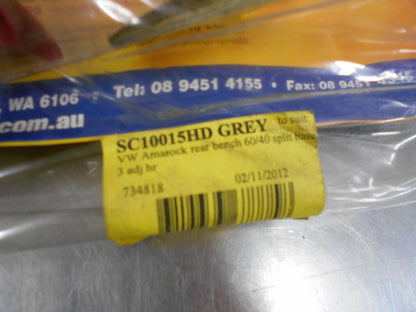 , WA 6106 • Tel: 08 9451 4155 • Fax: 08 9451
.com.au
SC10015HD GREY to suit:
VW Amarock rear bench 60/40 split base
3 adj hr
734818 02/11/2012